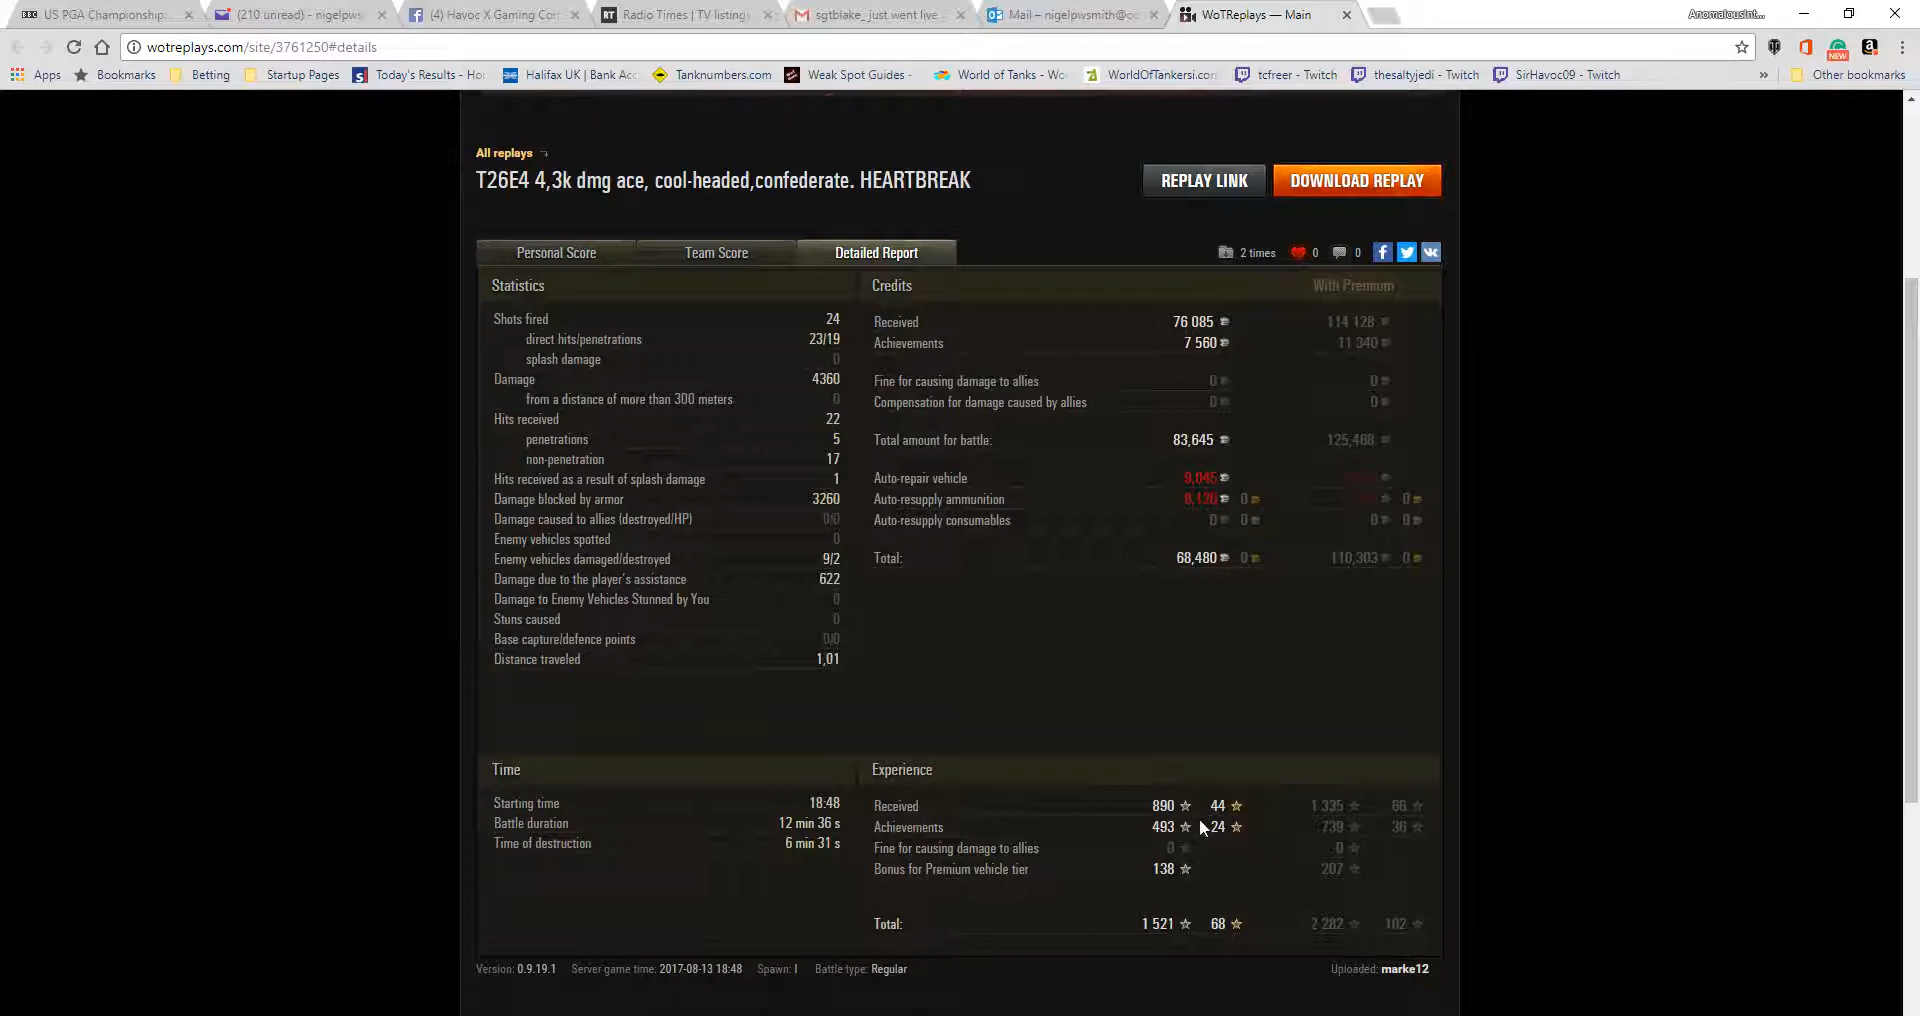 US PGA Championship:
(210 unread) - nigelpws
(4) Havoc X Gaming Cor
RT Radio Times | TV listing
sgtblake_just went live
Mail – nigelpwsmith@oc
WoTReplays — Main
AnomalousInt...
wotreplays.com/site/3761250#details
Apps Bookmarks Betting Startup Pages Today's Results - Ho Halifax UK | Bank Acc Tanknumbers.com Weak Spot Guides - World of Tanks - Wo WorldOfTankersi.con tcfreer - Twitch thesaltyjedi - Twitch SirHavoc09 - Twitch » Other bookmarks
All replays
T26E4 4,3k dmg ace, cool-headed,confederate. HEARTBREAK
REPLAY LINK DOWNLOAD REPLAY
Personal Score Team Score Detailed Report 2 times 0 0
Statistics
Shots fired 24
direct hits/penetrations 23/19
splash damage 0
Damage 4360
from a distance of more than 300 meters 0
Hits received 22
penetrations 5
non-penetration 17
Hits received as a result of splash damage 1
Damage blocked by armor 3260
Damage caused to allies (destroyed/HP) 0/0
Enemy vehicles spotted 0
Enemy vehicles damaged/destroyed 9/2
Damage due to the player's assistance 622
Damage to Enemy Vehicles Stunned by You 0
Stuns caused 0
Base capture/defence points 0/0
Distance traveled 1,01
Credits With Premium
Received 76 085 114 128
Achievements 7 560 11 340
Fine for causing damage to allies 0 0
Compensation for damage caused by allies 0 0
Total amount for battle: 83,645 125,468
Auto-repair vehicle 9,045
Auto-resupply ammunition 0 0
Auto-resupply consumables 0 0 0 0
Total: 68,480 0 110,303 0
Time
Starting time 18:48
Battle duration 12 min 36 s
Time of destruction 6 min 31 s
Experience
Received 890 44 1 335 66
Achievements 493 24 739 36
Fine for causing damage to allies 0 0
Bonus for Premium vehicle tier 138 207
Total: 1 521 68 2 282 102
Version: 0.9.19.1 Server game time: 2017-08-13 18:48 Spawn: I Battle type: Regular Uploaded: marke12